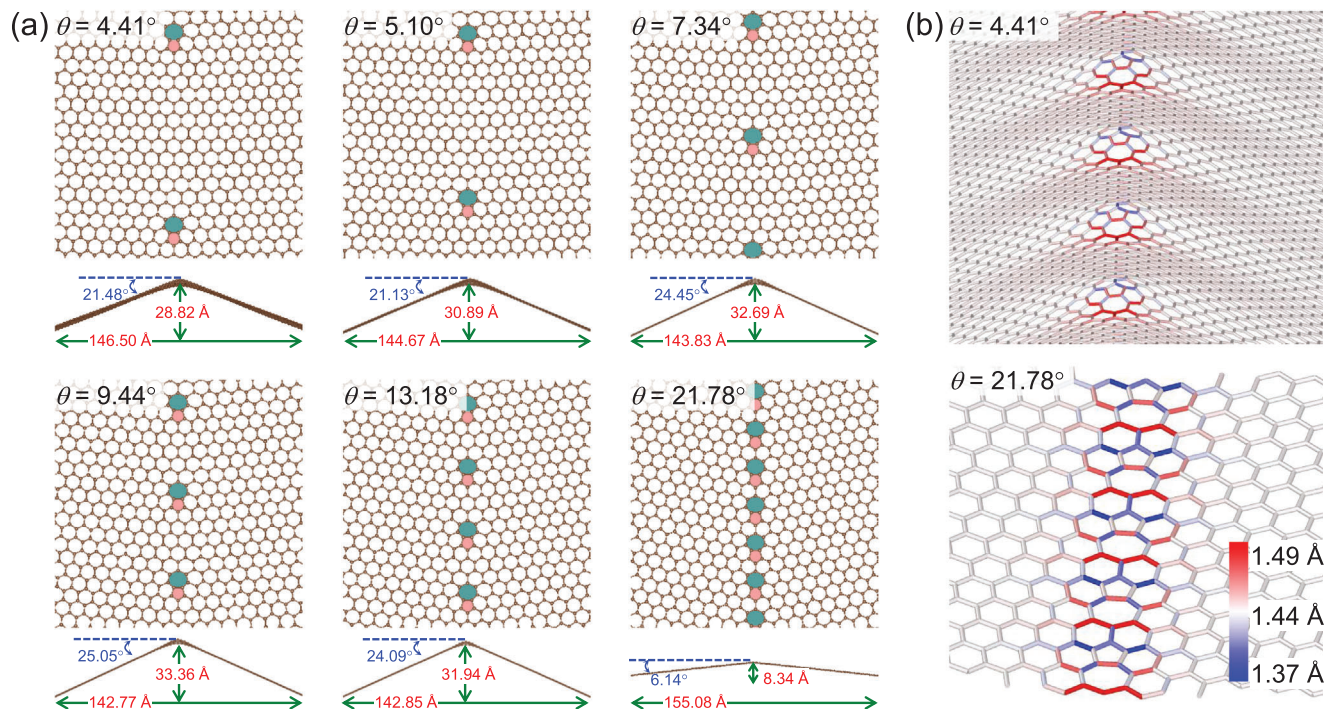 (a)
θ = 4.41°
θ = 5.10°
θ = 7.34°
(b)
θ = 4.41°
21.48°
28.82 Å
146.50 Å
21.13°
30.89 Å
144.67 Å
24.45°
32.69 Å
143.83 Å
θ = 9.44°
θ = 13.18°
θ = 21.78°
θ = 21.78°
25.05°
33.36 Å
142.77 Å
24.09°
31.94 Å
142.85 Å
6.14°
8.34 Å
155.08 Å
1.49 Å
1.44 Å
1.37 Å